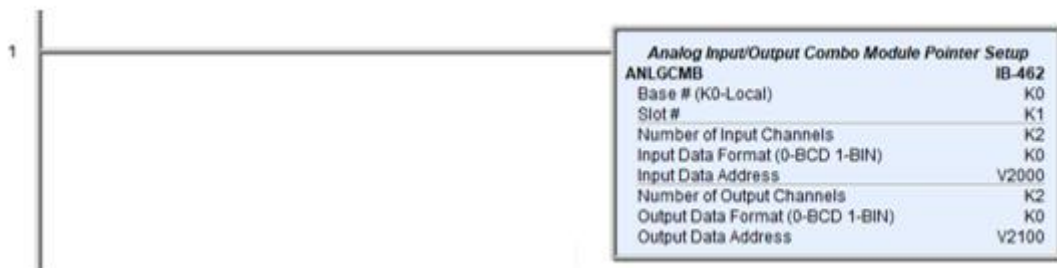 1
Analog Input/Output Combo Module Pointer Setup
ANLGCMB IB-462
Base # (K0-Local) K0
Slot # K1
Number of Input Channels K2
Input Data Format (0-BCD 1-BIN) K0
Input Data Address V2000
Number of Output Channels K2
Output Data Format (0-BCD 1-BIN) K0
Output Data Address V2100